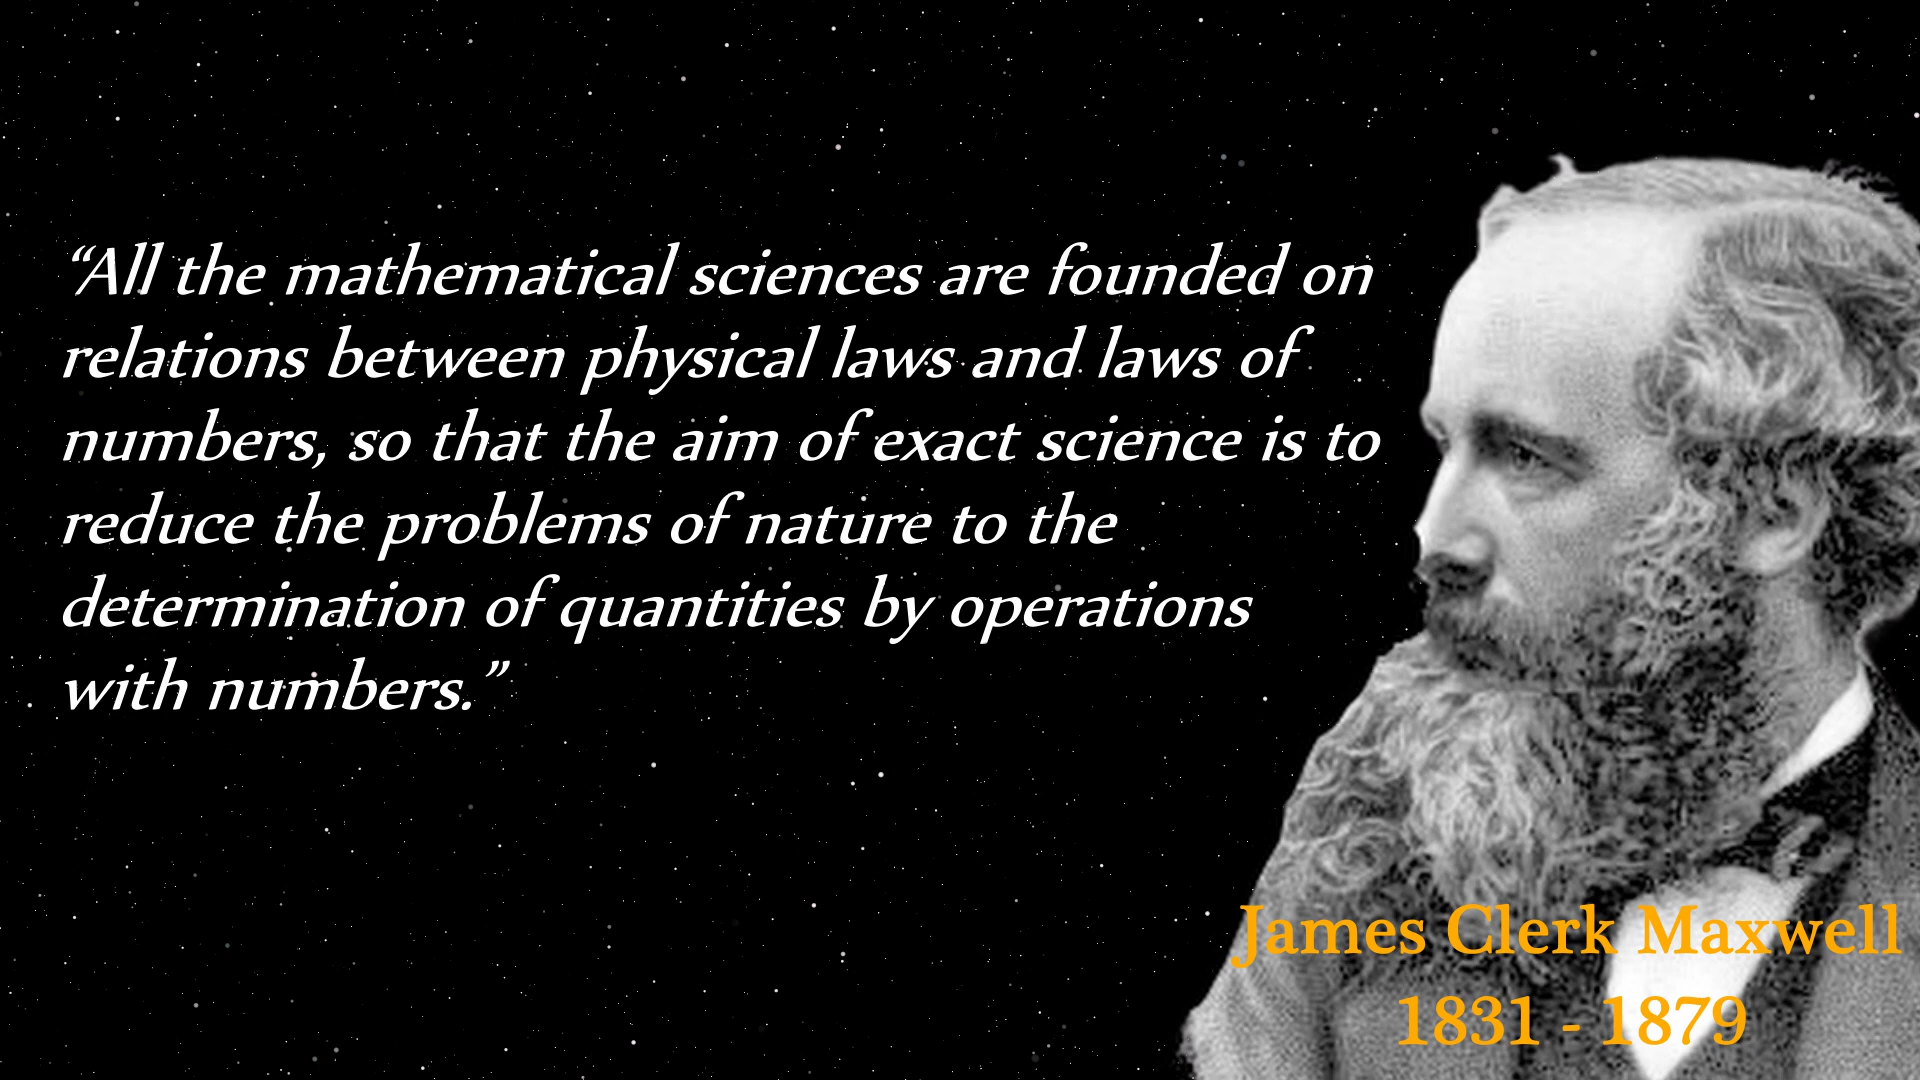 “All the mathematical sciences are founded on
relations between physical laws and laws of
numbers, so that the aim of exact science is to
reduce the problems of nature to the
determination of quantities by operations
with numbers.”
James Clerk Maxwell
1831 - 1879